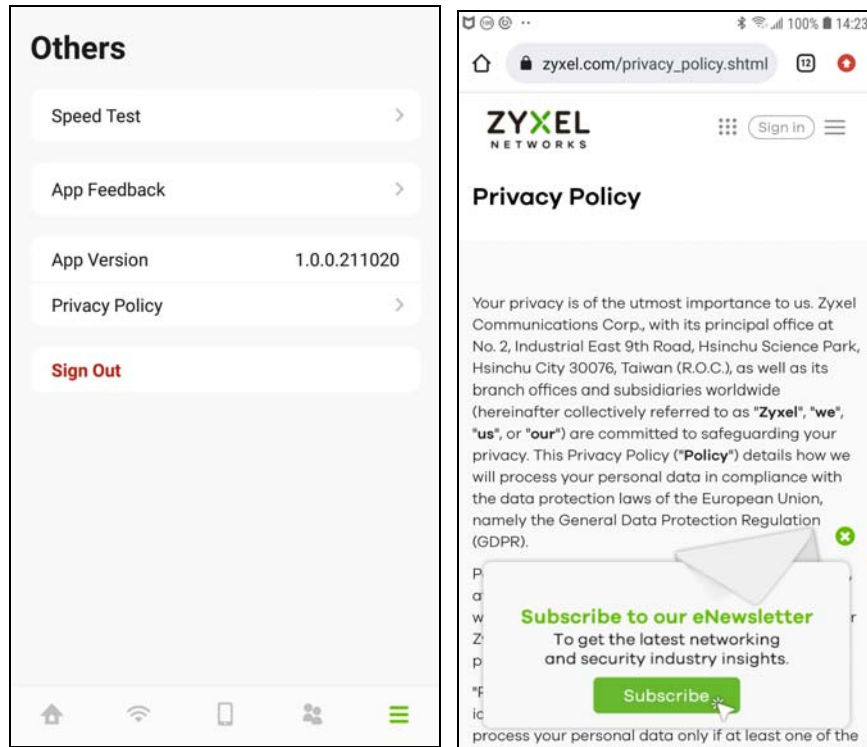 Others
Speed Test
App Feedback
App Version 1.0.0.211020
Privacy Policy
Sign Out
100% 14:23
zyxel.com/privacy_policy.shtml 12
ZYXEL
NETWORKS
Sign in
Privacy Policy
Your privacy is of the utmost importance to us. Zyxel
Communications Corp., with its principal office at
No. 2, Industrial East 9th Road, Hsinchu Science Park,
Hsinchu City 30076, Taiwan (R.O.C.), as well as its
branch offices and subsidiaries worldwide
(hereinafter collectively referred to as "Zyxel", "we",
"us", or "our") are committed to safeguarding your
privacy. This Privacy Policy ("Policy") details how we
will process your personal data in compliance with
the data protection laws of the European Union,
namely the General Data Protection Regulation
(GDPR).
Subscribe to our eNewsletter
To get the latest networking
and security industry insights.
Subscribe
process your personal data only if at least one of the